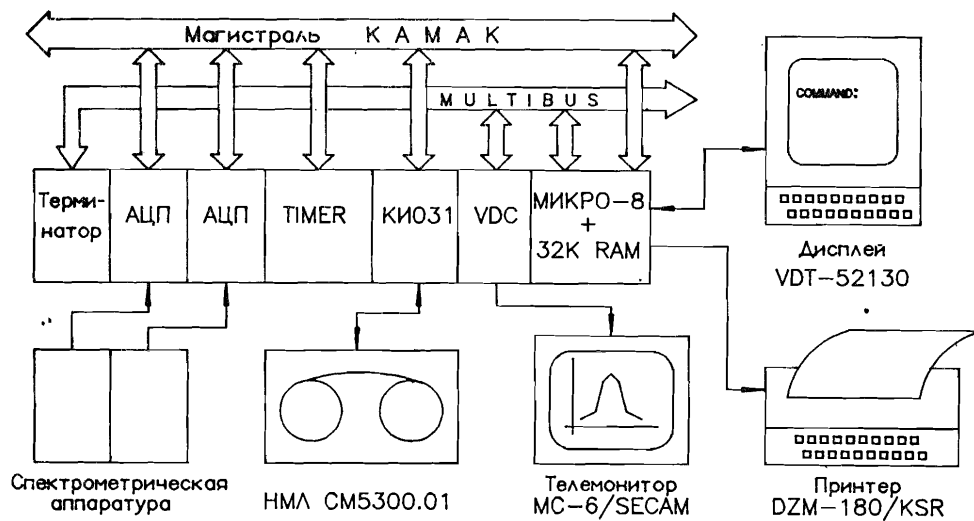 Магистраль КАМАК
MULTIBUS
COMMAND:
Терми-
натор
АЦП
АЦП
TIMER
КИ031
VDC
МИКРО-8
+
32K RAM
Дисплей
VDT-52130
Спектрометрическая
аппаратура
НМЛ СМ5300.01
Телемонитор
МС-6/SECAM
Принтер
DZM-180/KSR